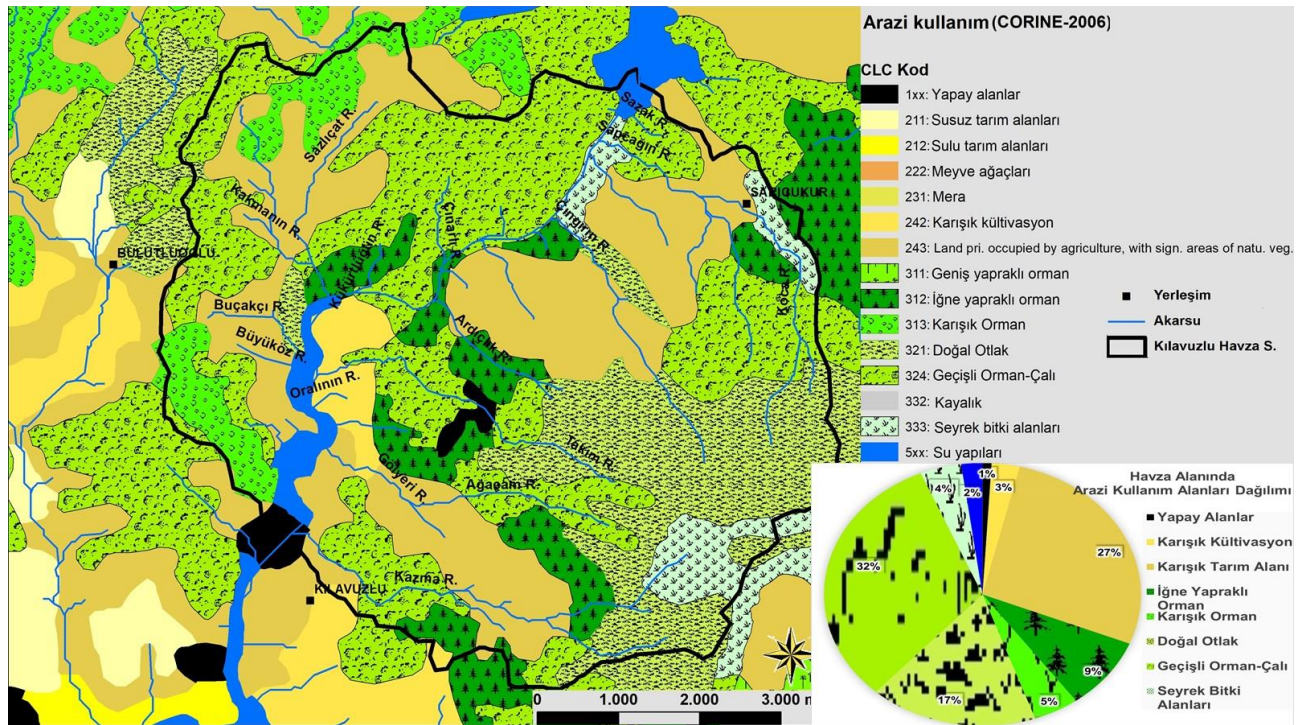 Arazi kullanım (CORINE-2006)
CLC Kod
1xx: Yapay alanlar
211: Susuz tarım alanları
212: Sulu tarım alanları
222: Meyve ağaçları
231: Mera
242: Karışık kültivasyon
243: Land pri. occupied by agriculture, with sign. areas of natu. veg.
311: Geniş yapraklı orman
312: İğne yapraklı orman
313: Karışık Orman
321: Doğal Otlak
324: Geçişli Orman-Çalı
332: Kayalık
333: Seyrek bitki alanları
5xx: Su yapıları
Yerleşim
Akarsu
Kılavuzlu Havza S.
Sazak R.
Sapcağın R.
Sazlıçat R.
SARIÇUKUR
Kakmanın R.
Çınarlı R.
Çıngırın R.
BULUTLUOĞLU
Buçakçı R.
Büyüköz R.
Ardıçlık R.
Oralının R.
Takım R.
Gölyeri R.
Ağaçam R.
Kazma R.
KILAVUZLU
0 1.000 2.000 3.000 m
Havza Alanında
Arazi Kullanım Alanları Dağılımı
1%
3%
27%
9%
5%
17%
32%
4%
2%
Yapay Alanlar
Karışık Kültivasyon
Karışık Tarım Alanı
İğne Yapraklı
Orman
Karışık Orman
Doğal Otlak
Geçişli Orman-Çalı
Seyrek Bitki
Alanları